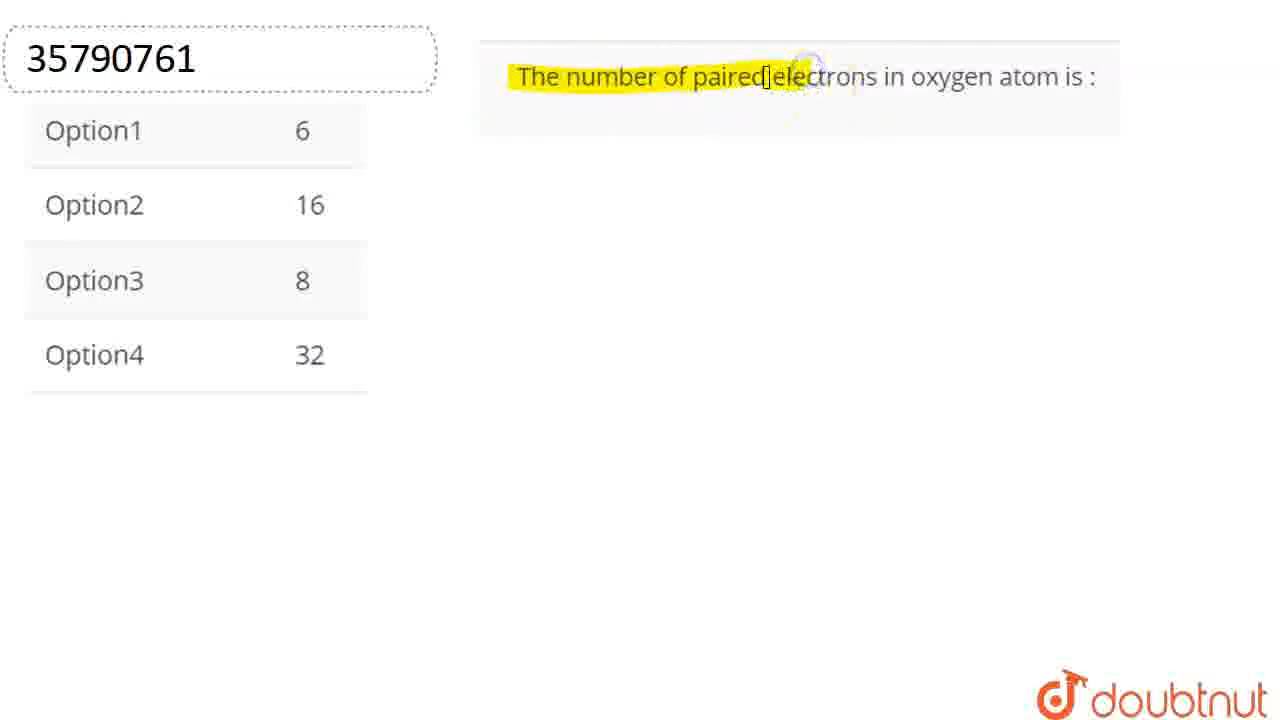 35790761
The number of paired electrons in oxygen atom is :
Option1 6
Option2 16
Option3 8
Option4 32
doubtnut